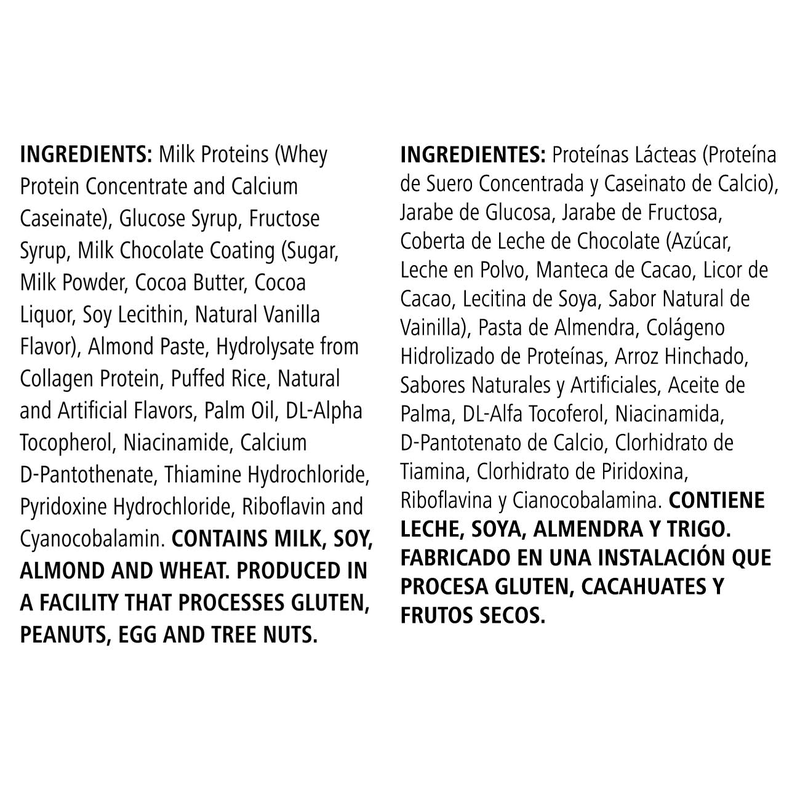 INGREDIENTS: Milk Proteins (Whey
Protein Concentrate and Calcium
Caseinate), Glucose Syrup, Fructose
Syrup, Milk Chocolate Coating (Sugar,
Milk Powder, Cocoa Butter, Cocoa
Liquor, Soy Lecithin, Natural Vanilla
Flavor), Almond Paste, Hydrolysate from
Collagen Protein, Puffed Rice, Natural
and Artificial Flavors, Palm Oil, DL-Alpha
Tocopherol, Niacinamide, Calcium
D-Pantothenate, Thiamine Hydrochloride,
Pyridoxine Hydrochloride, Riboflavin and
Cyanocobalamin. CONTAINS MILK, SOY,
ALMOND AND WHEAT. PRODUCED IN
A FACILITY THAT PROCESSES GLUTEN,
PEANUTS, EGG AND TREE NUTS.
INGREDIENTES: Proteínas Lácteas (Proteína
de Suero Concentrada y Caseinato de Calcio),
Jarabe de Glucosa, Jarabe de Fructosa,
Coberta de Leche de Chocolate (Azúcar,
Leche en Polvo, Manteca de Cacao, Licor de
Cacao, Lecitina de Soya, Sabor Natural de
Vainilla), Pasta de Almendra, Colágeno
Hidrolizado de Proteínas, Arroz Hinchado,
Sabores Naturales y Artificiales, Aceite de
Palma, DL-Alfa Tocoferol, Niacinamida,
D-Pantotenato de Calcio, Clorhidrato de
Tiamina, Clorhidrato de Piridoxina,
Riboflavina y Cianocobalamina. CONTIENE
LECHE, SOYA, ALMENDRA Y TRIGO.
FABRICADO EN UNA INSTALACIÓN QUE
PROCESA GLUTEN, CACAHUATES Y
FRUTOS SECOS.